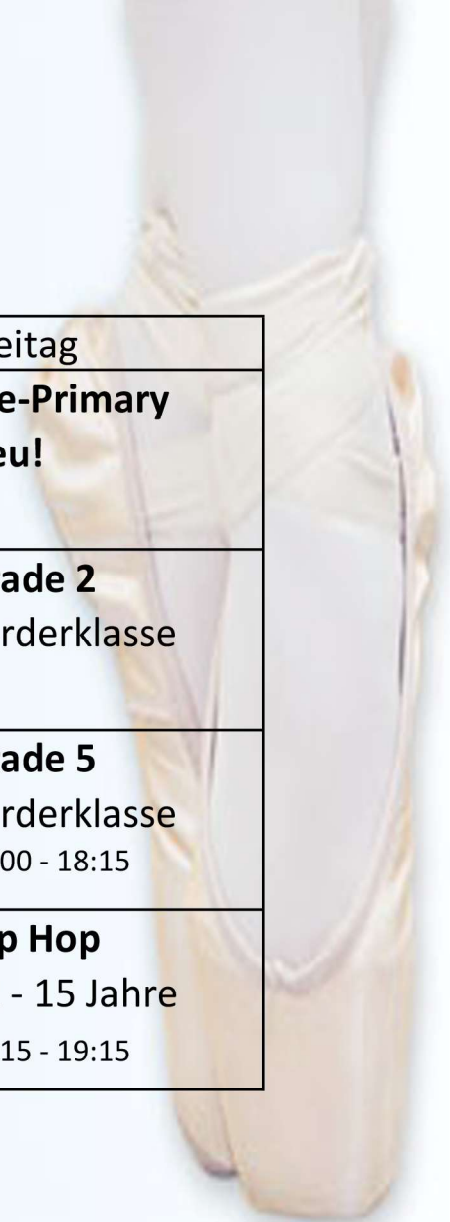 eitag
e-Primary
eu!
ade 2
rderklasse
ade 5
rderklasse
00 - 18:15
p Hop
- 15 Jahre
15 - 19:15